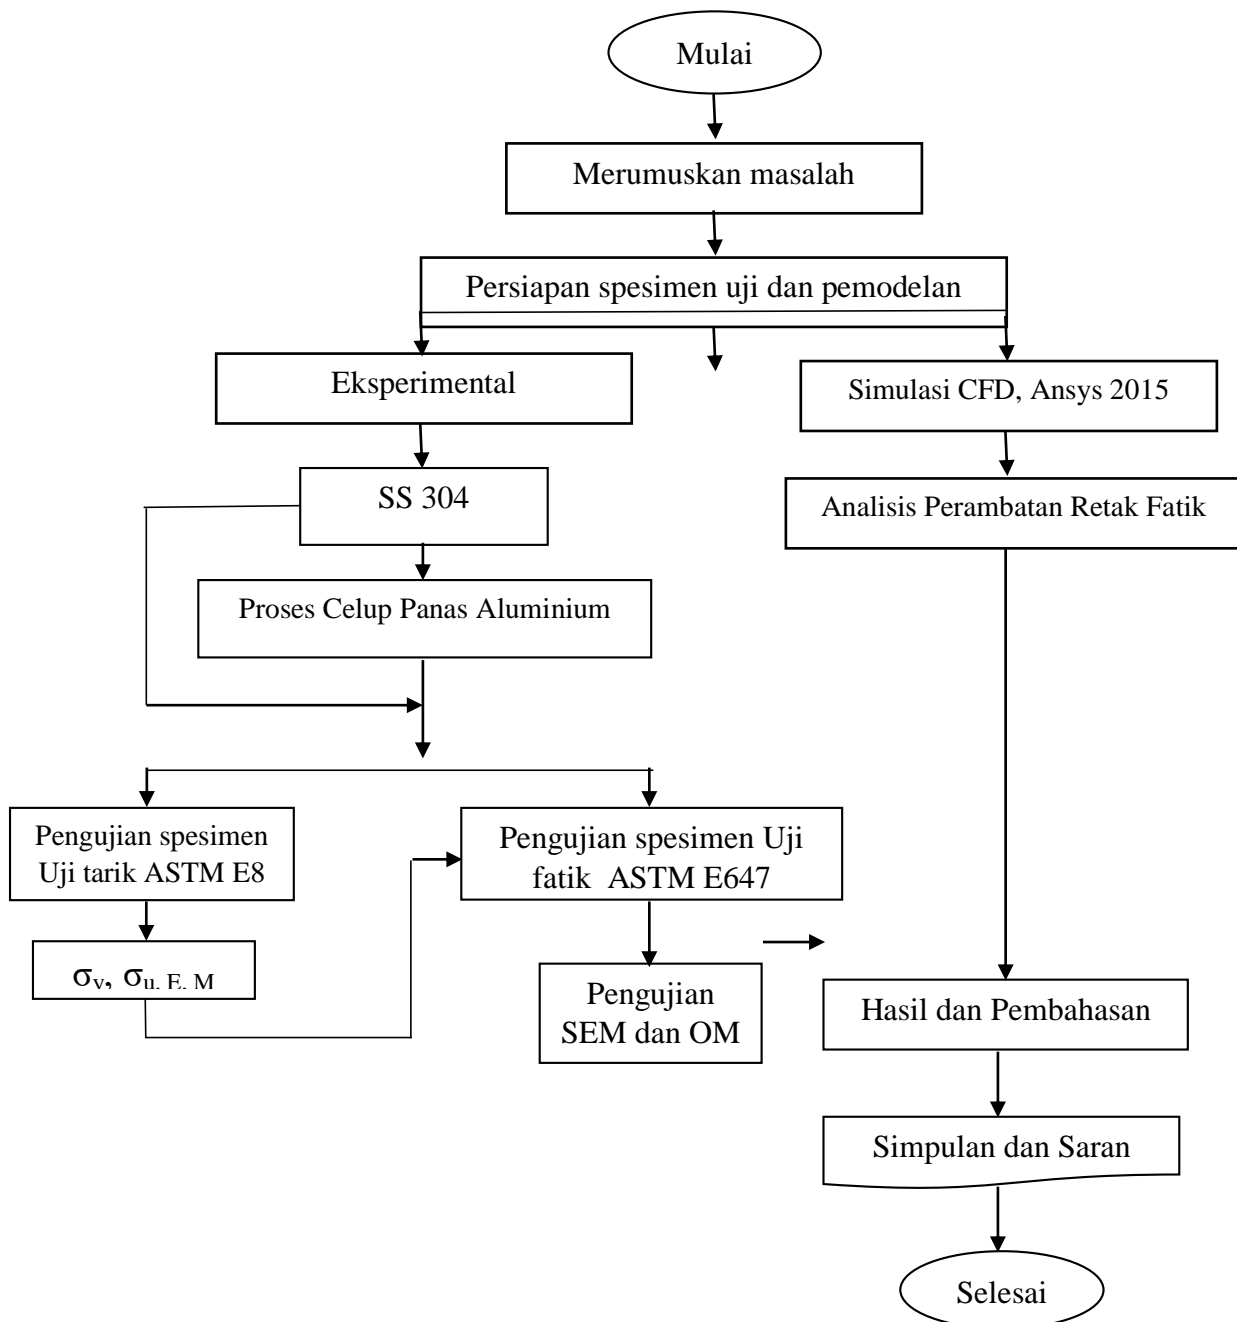 Mulai
Merumuskan masalah
Persiapan spesimen uji dan pemodelan
Eksperimental
Simulasi CFD, Ansys 2015
SS 304
Analisis Perambatan Retak Fatik
Proses Celup Panas Aluminium
Pengujian spesimen
Uji tarik ASTM E8
Pengujian spesimen Uji
fatik ASTM E647
σy, σu, E, M
Pengujian
SEM dan OM
Hasil dan Pembahasan
Simpulan dan Saran
Selesai